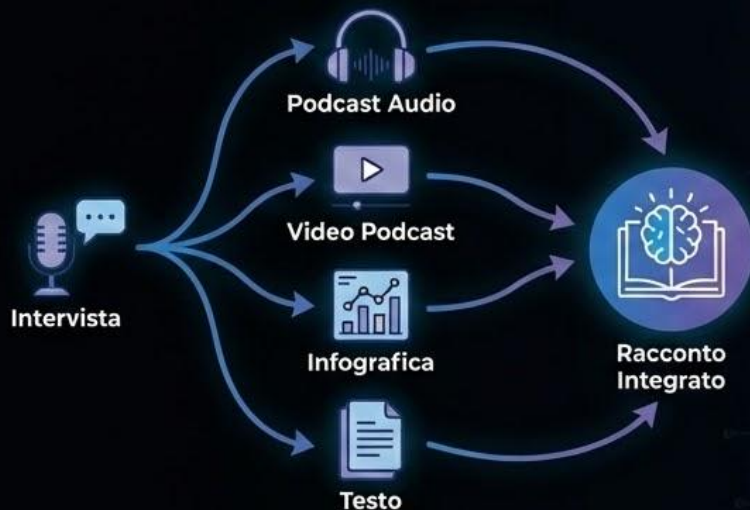 Podcast Audio
Video Podcast
Intervista
Infografica
Racconto
Integrato
Testo